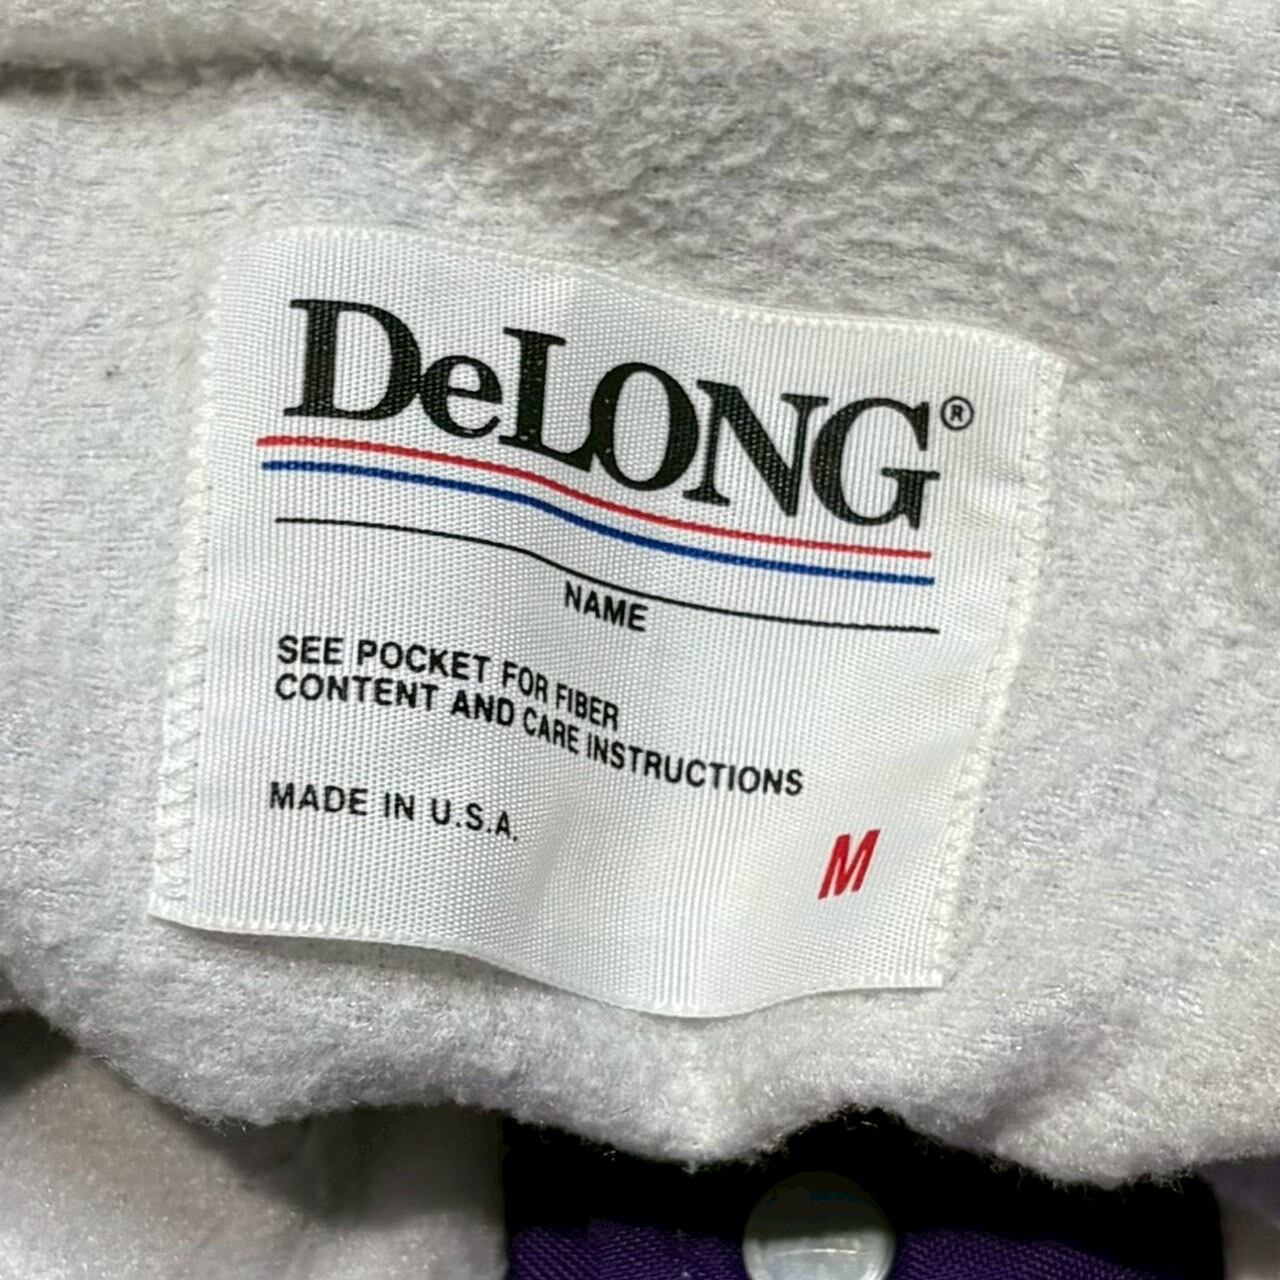 DeLONG®
NAME
SEE POCKET FOR FIBER
CONTENT AND CARE INSTRUCTIONS
MADE IN U.S.A.
M